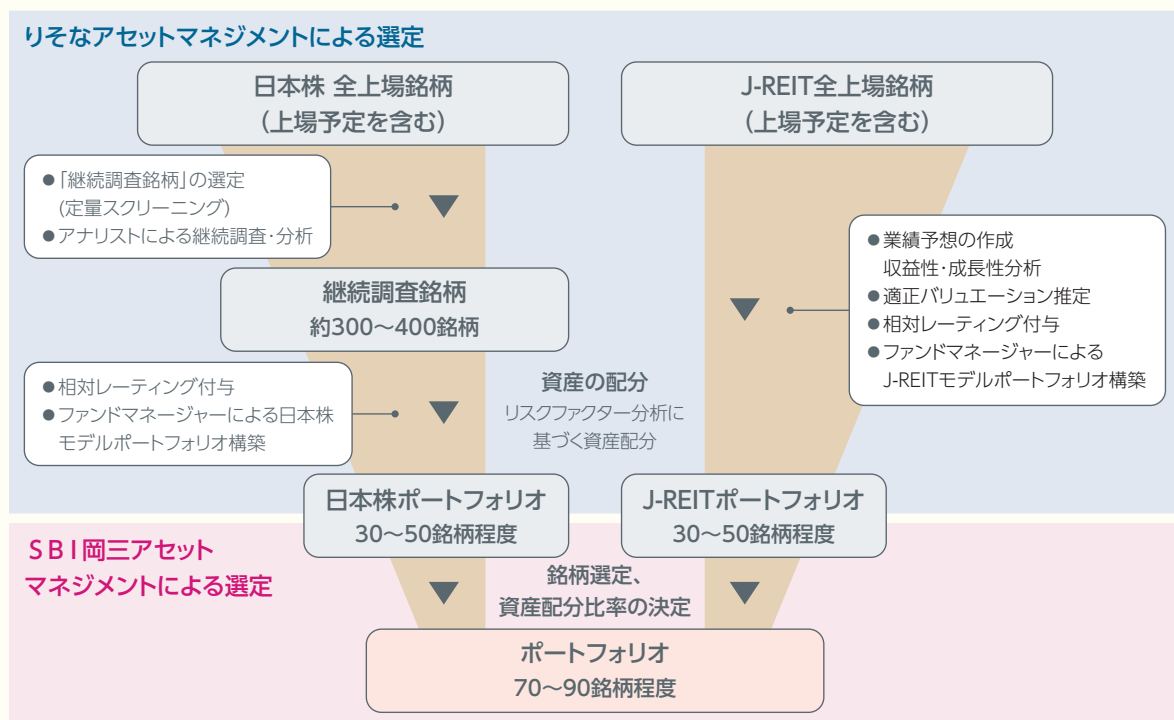 りそなアセットマネジメントによる選定
日本株 全上場銘柄
(上場予定を含む)
J-REIT全上場銘柄
(上場予定を含む)
●「継続調査銘柄」の選定
(定量スクリーニング)
●アナリストによる継続調査・分析
継続調査銘柄
約300〜400銘柄
●業績予想の作成
収益性・成長性分析
●適正バリュエーション推定
●相対レーティング付与
●ファンドマネージャーによる
J-REITモデルポートフォリオ構築
●相対レーティング付与
●ファンドマネージャーによる日本株
モデルポートフォリオ構築
資産の配分
リスクファクター分析に
基づく資産配分
日本株ポートフォリオ
30〜50銘柄程度
J-REITポートフォリオ
30〜50銘柄程度
SBI岡三アセット
マネジメントによる選定
銘柄選定、
資産配分比率の決定
ポートフォリオ
70〜90銘柄程度